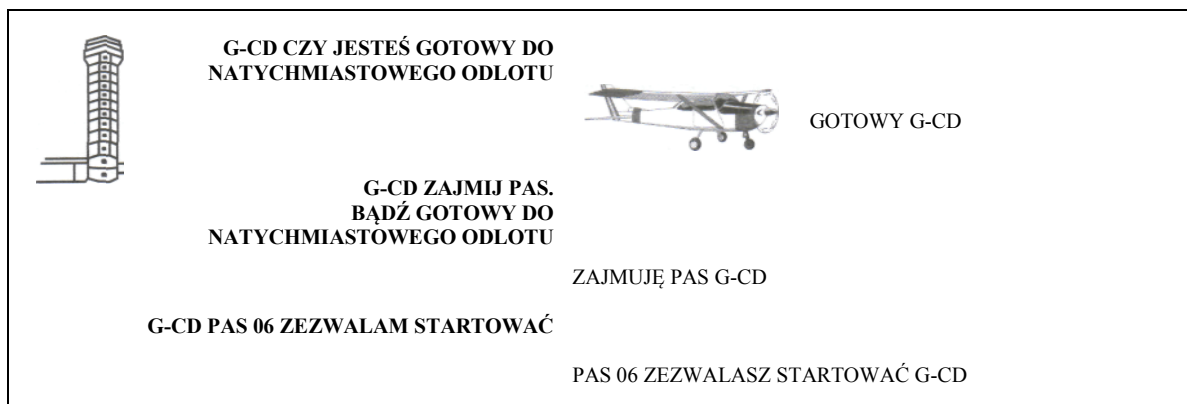 G-CD CZY JESTEŚ GOTOWY DO
NATYCHMIASTOWEGO ODLOTU
GOTOWY G-CD
G-CD ZAJMIJ PAS.
BĄDŹ GOTOWY DO
NATYCHMIASTOWEGO ODLOTU
ZAJMUJĘ PAS G-CD
G-CD PAS 06 ZEZWALAM STARTOWAĆ
PAS 06 ZEZWALASZ STARTOWAĆ G-CD